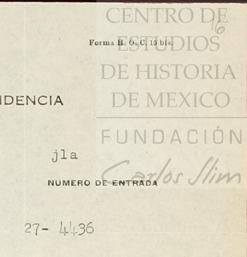 CENTRO DE
16
Forma H. O. C. 15 bis.
ESTUDIOS
DE HISTORIA
IDENCIA
DE MEXICO
FUNDACIÓN
jla
Carlos Slim
NUMERO DE ENTRADA
27- 4436